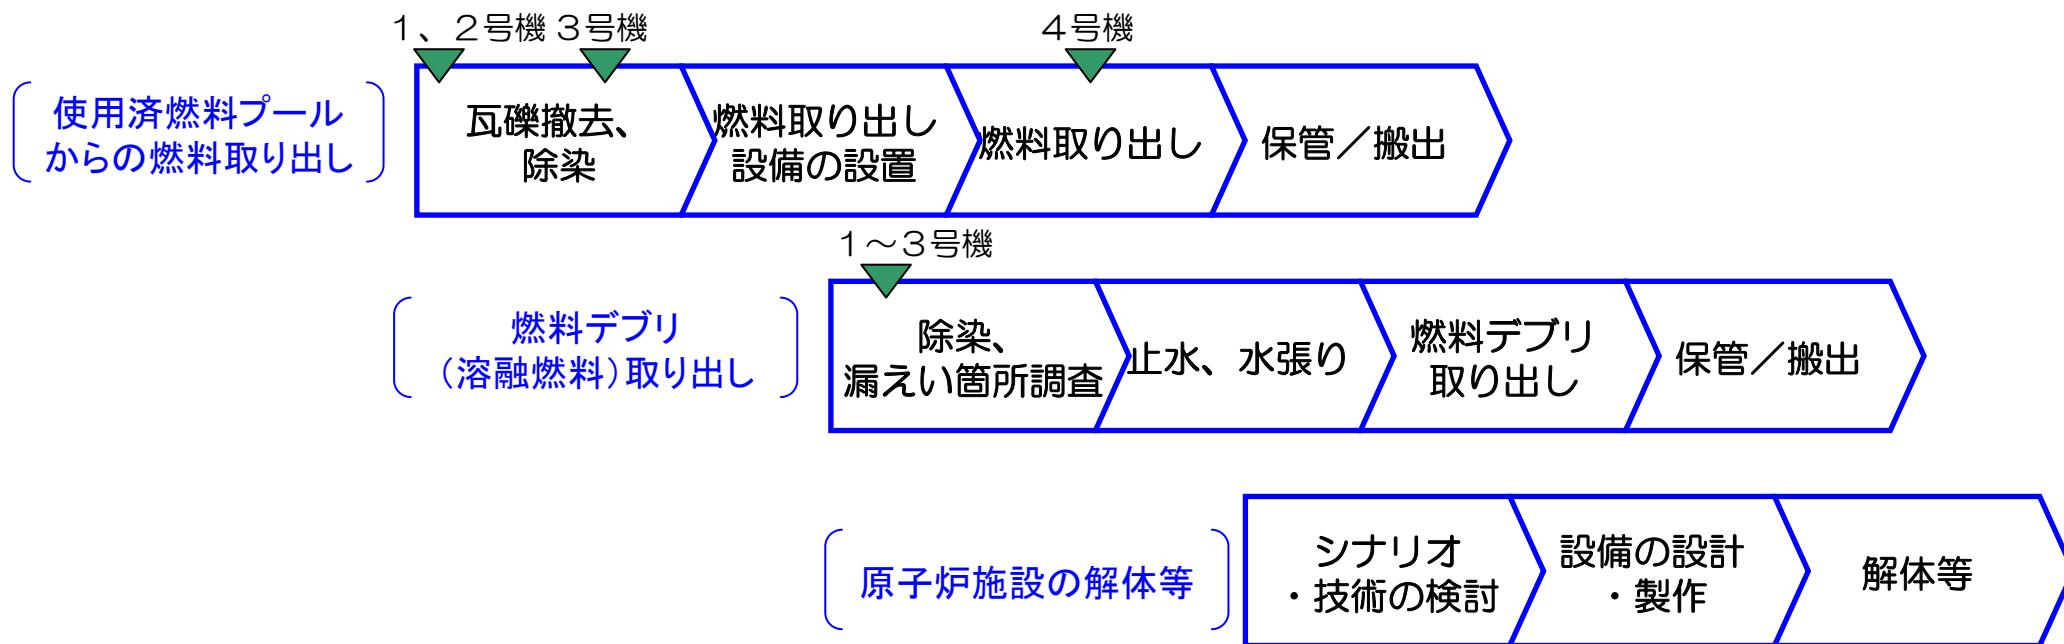 １、２号機 ３号機
４号機
使用済燃料プール
からの燃料取り出し
瓦礫撤去、
除染
燃料取り出し
設備の設置
燃料取り出し
保管／搬出
１～３号機
燃料デブリ
（溶融燃料）取り出し
除染、
漏えい箇所調査
止水、水張り
燃料デブリ
取り出し
保管／搬出
原子炉施設の解体等
シナリオ
・技術の検討
設備の設計
・製作
解体等